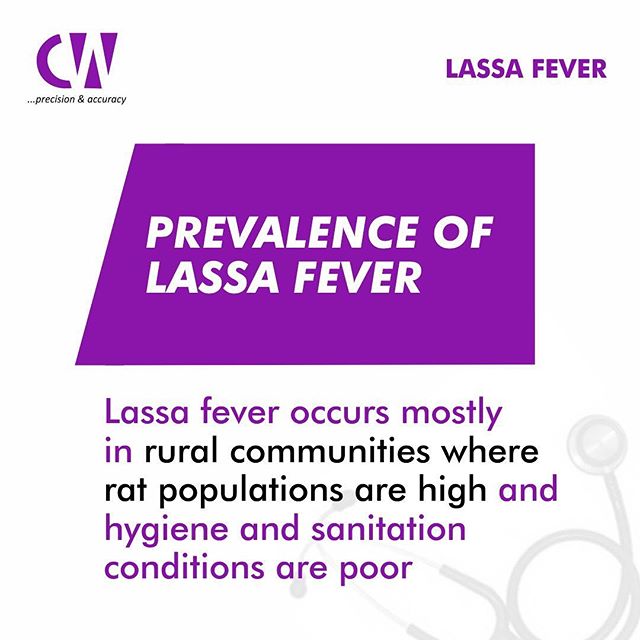 CW
...precision & accuracy
LASSA FEVER
PREVALENCE OF
LASSA FEVER
Lassa fever occurs mostly
in rural communities where
rat populations are high and
hygiene and sanitation
conditions are poor